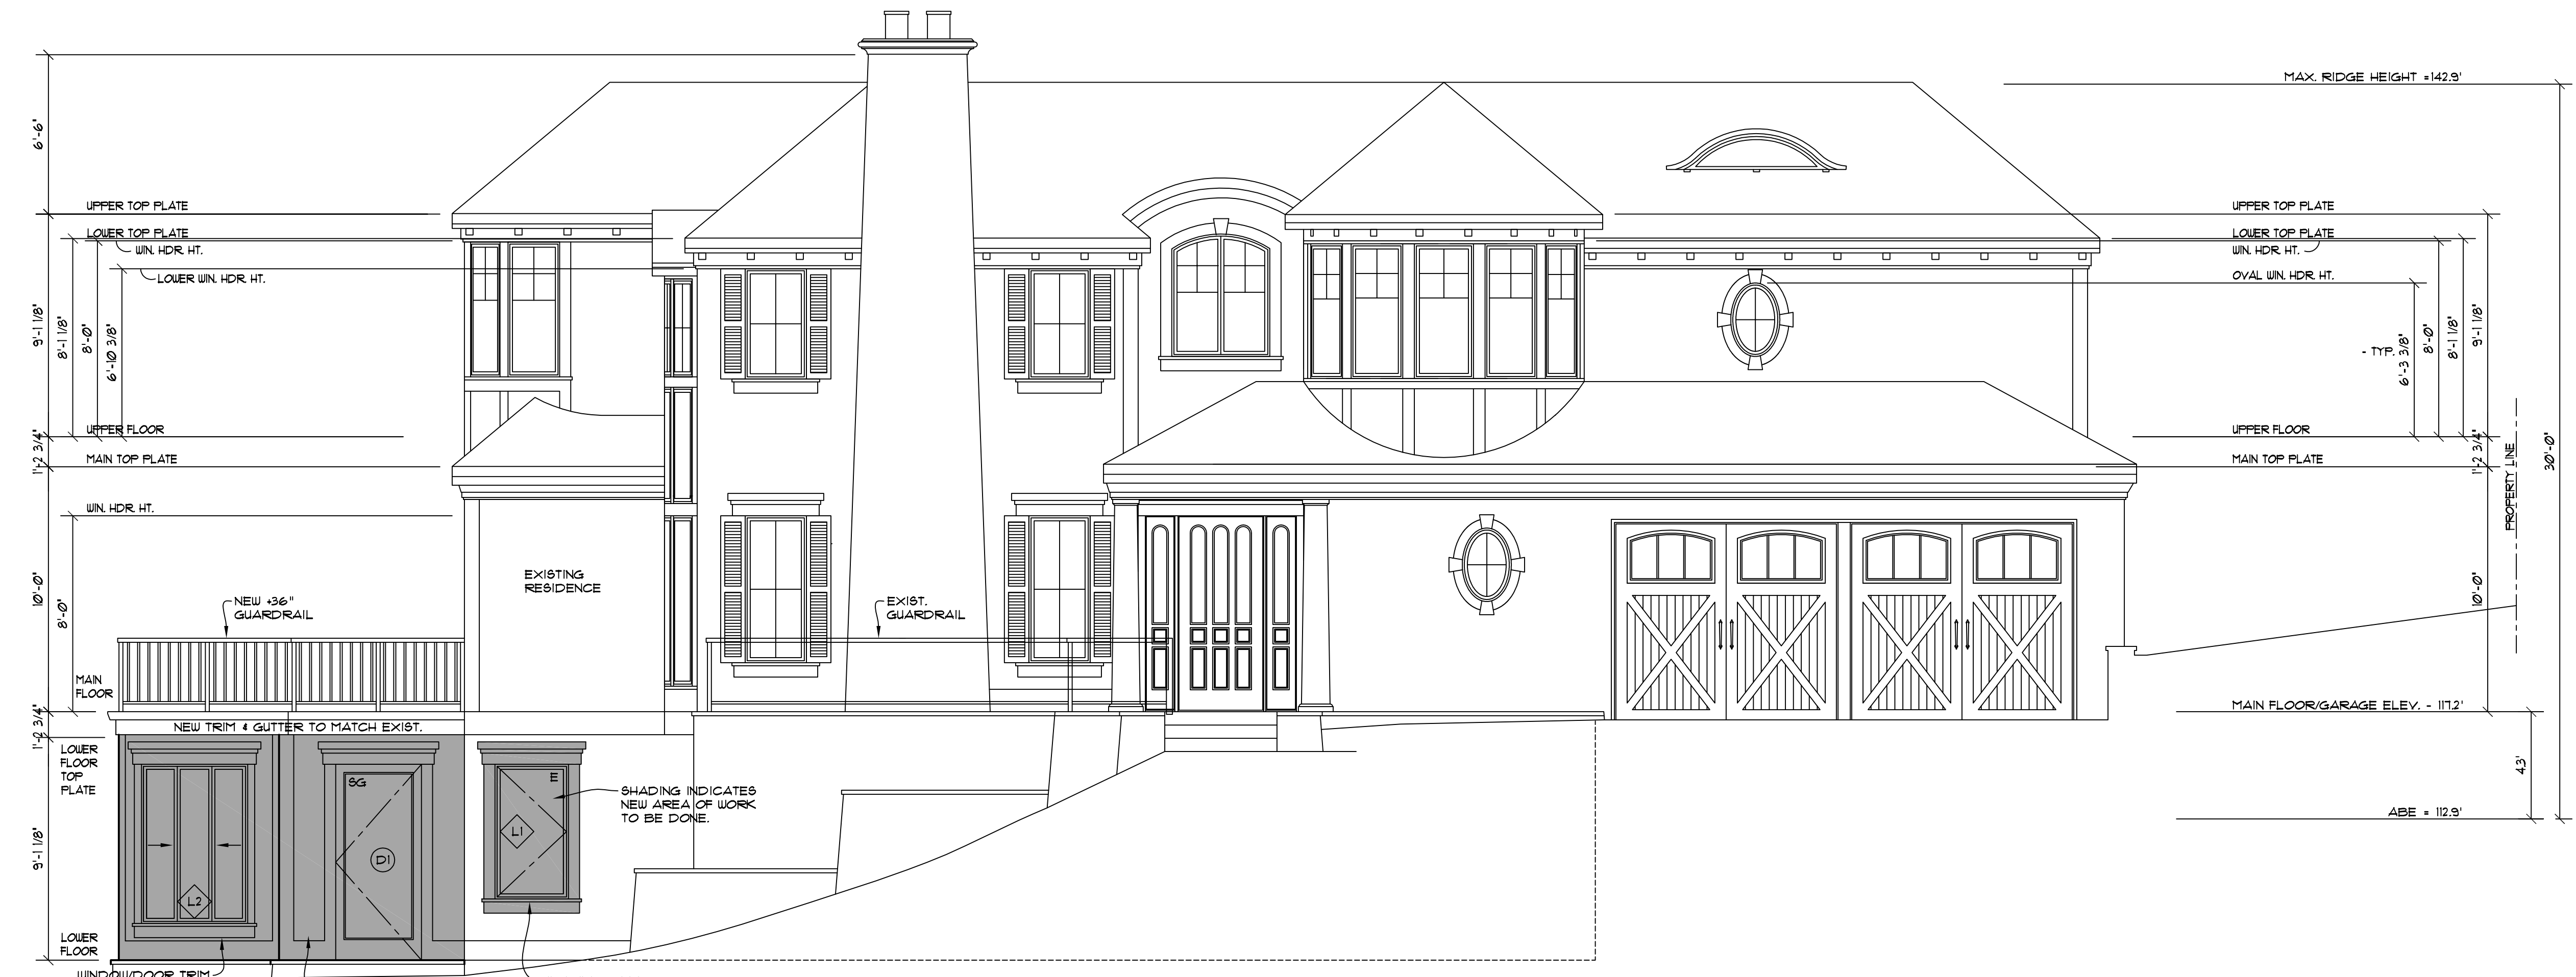 MAX. RIDGE HEIGHT =142.9'
6'-6"
UPPER TOP PLATE
LOWER TOP PLATE
WIN. HDR. HT.
LOWER WIN. HDR. HT.
9'-1 1/8"
8'-1 1/8"
8'-0"
6'-10 3/8"
UPPER FLOOR
1'-2 3/4"
MAIN TOP PLATE
WIN. HDR. HT.
10'-0"
8'-0"
NEW +36"
GUARDRAIL
MAIN
FLOOR
1'-2 3/4"
NEW TRIM & GUTTER TO MATCH EXIST.
LOWER
FLOOR
TOP
PLATE
9'-1 1/8"
LOWER
FLOOR
WINDOW/DOOR TRIM
L2
SG
D1
E
L1
SHADING INDICATES
NEW AREA OF WORK
TO BE DONE.
EXISTING
RESIDENCE
EXIST.
GUARDRAIL
UPPER TOP PLATE
LOWER TOP PLATE
WIN. HDR. HT.
OVAL WIN. HDR. HT.
- TYP.
6'-3 3/8"
8'-0"
8'-1 1/8"
9'-1 1/8"
UPPER FLOOR
1'-2 3/4"
MAIN TOP PLATE
PROPERTY LINE
30'-0"
10'-0"
MAIN FLOOR/GARAGE ELEV. - 117.2'
4.3'
ABE = 112.9'